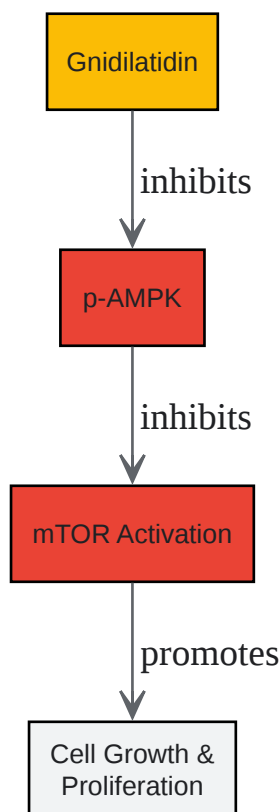 Gnidilatidin
inhibits
p-AMPK
inhibits
mTOR Activation
promotes
Cell Growth &
Proliferation